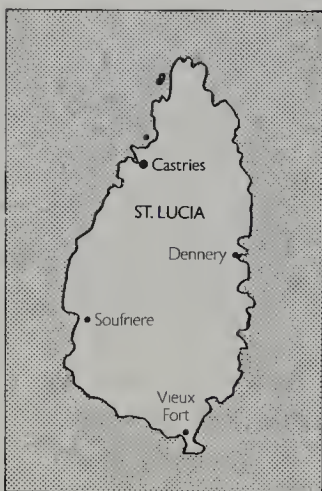 Castries
ST. LUCIA
Dennery
Soufriere
Vieux
Fort